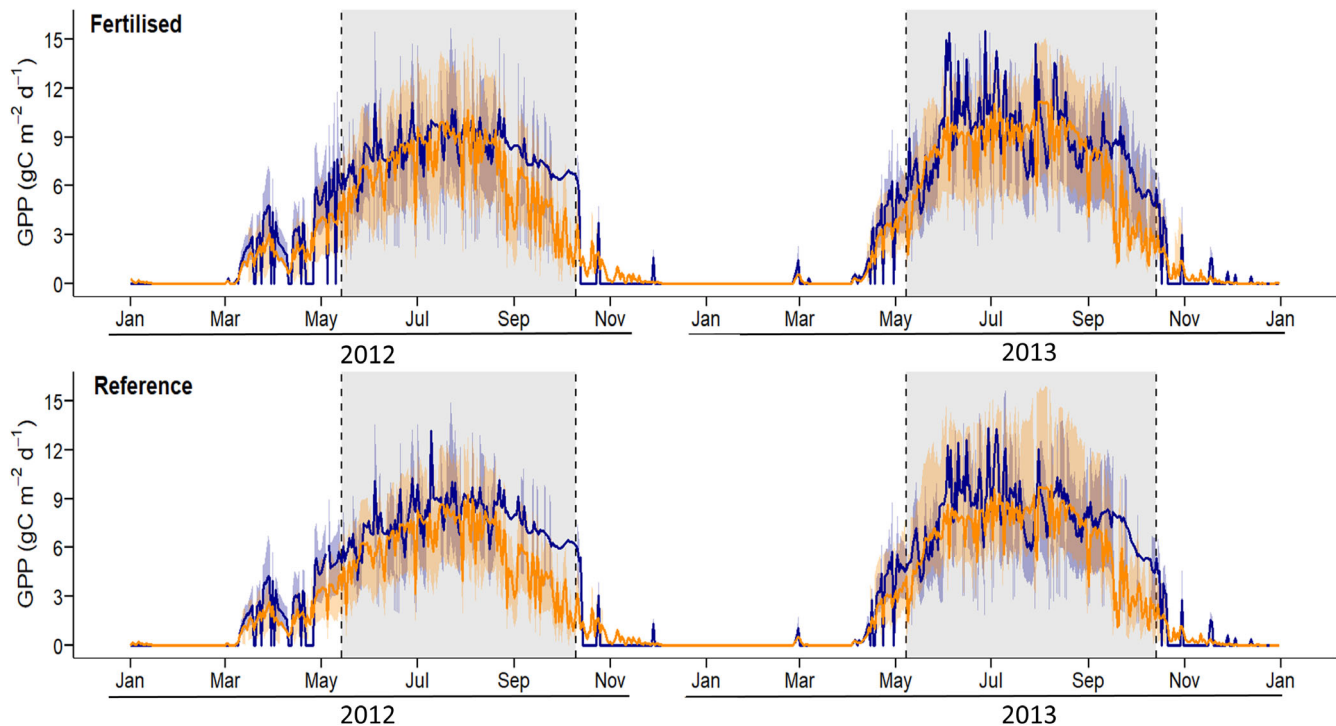 Fertilised
GPP (gC m⁻² d⁻¹)
15
12
9
6
3
0
Jan Mar May Jul Sep Nov Jan Mar May Jul Sep Nov Jan
2012 2013
Reference
GPP (gC m⁻² d⁻¹)
15
12
9
6
3
0
Jan Mar May Jul Sep Nov Jan Mar May Jul Sep Nov Jan
2012 2013